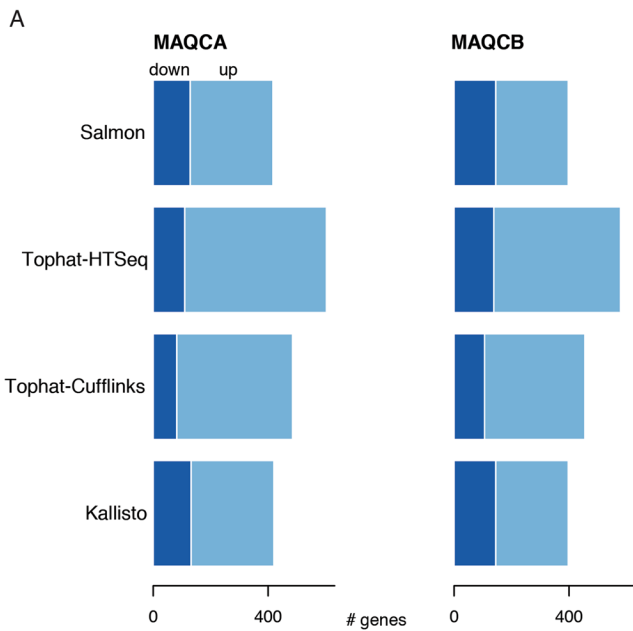 A
MAQCA MAQCB
down up
Salmon
Tophat-HTSeq
Tophat-Cufflinks
Kallisto
0 400 # genes 0 400